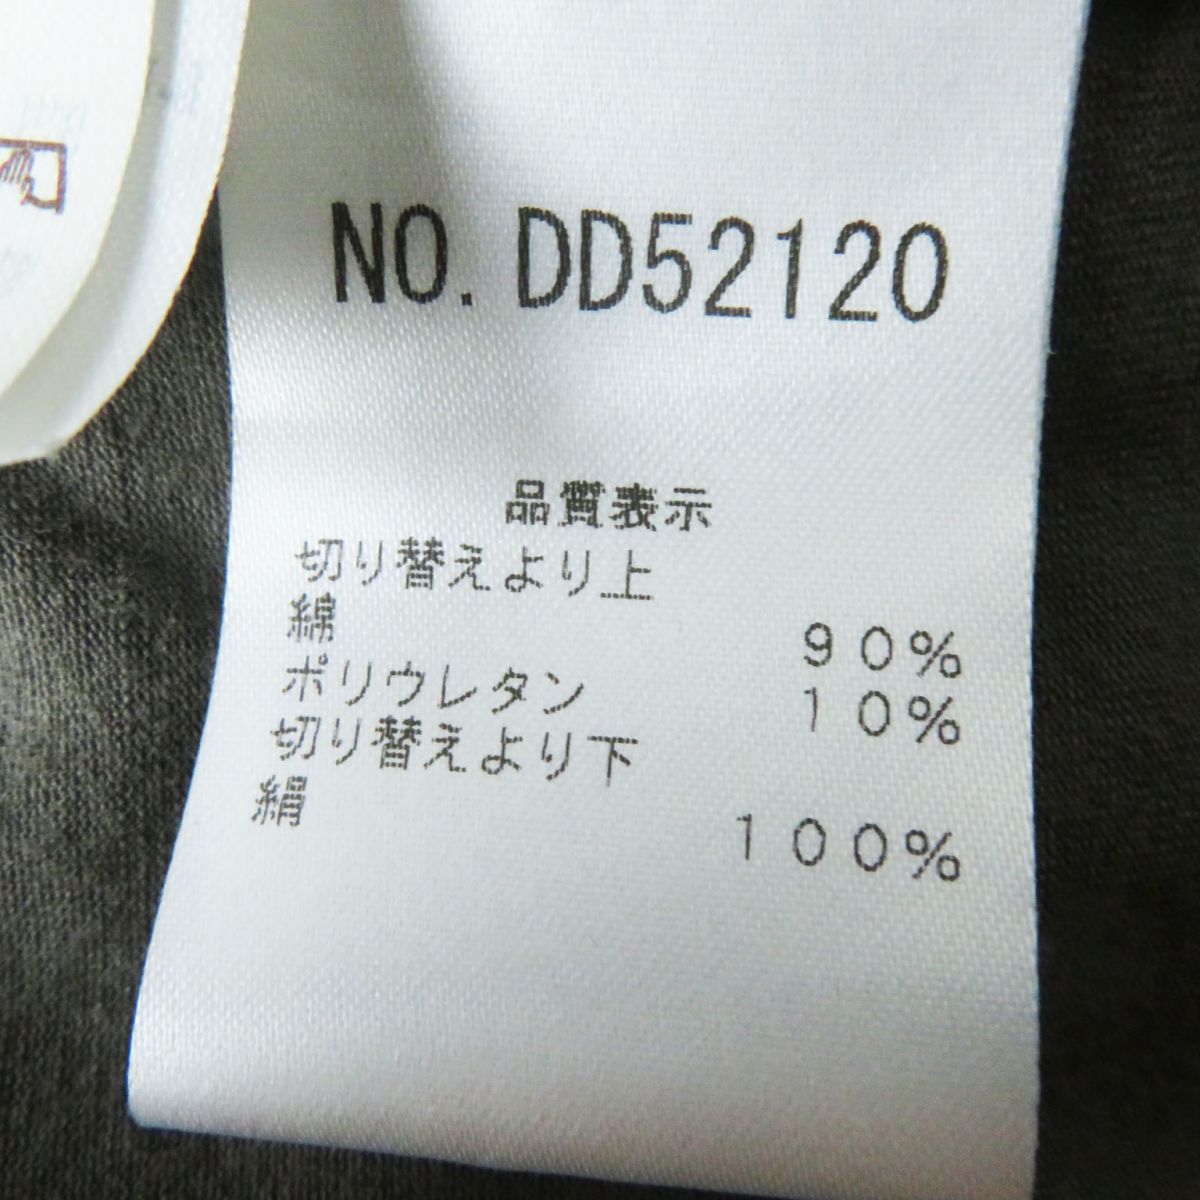 NO. DD52120
品質表示
切り替えより上
綿 90%
ポリウレタン 10%
切り替えより下
絹 100%